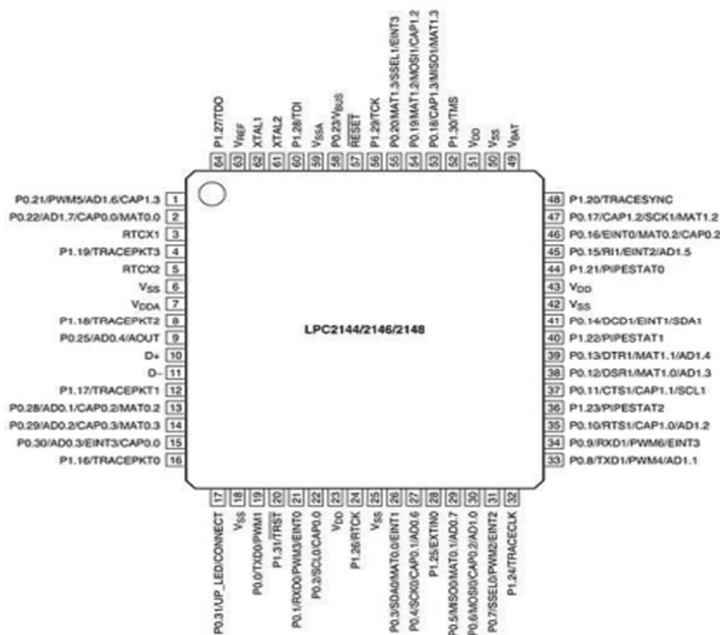 P1.27/TDO
VREF
XTAL1
XTAL2
P1.28/TDI
VSSA
P0.23/VBUS
RESET
P1.29/TCK
P0.20/MAT1.3/SSEL1/EINT3
P0.19/MAT1.2/MOSI1/CAP1.2
P0.18/CAP1.3/MISO1/MAT1.3
P1.30/TMS
VDD
VSS
VBAT
64 63 62 61 60 59 58 57 56 55 54 53 52 51 50 49
P0.21/PWM5/AD1.6/CAP1.3 1
P0.22/AD1.7/CAP0.0/MAT0.0 2
RTCX1 3
P1.19/TRACEPKT3 4
RTCX2 5
VSS 6
VDDA 7
P1.18/TRACEPKT2 8
P0.25/AD0.4/AOUT 9
D+ 10
D− 11
P1.17/TRACEPKT1 12
P0.28/AD0.1/CAP0.2/MAT0.2 13
P0.29/AD0.2/CAP0.3/MAT0.3 14
P0.30/AD0.3/EINT3/CAP0.0 15
P1.16/TRACEPKT0 16
LPC2144/2146/2148
48 P1.20/TRACESYNC
47 P0.17/CAP1.2/SCK1/MAT1.2
46 P0.16/EINT0/MAT0.2/CAP0.2
45 P0.15/RI1/EINT2/AD1.5
44 P1.21/PIPESTAT0
43 VDD
42 VSS
41 P0.14/DCD1/EINT1/SDA1
40 P1.22/PIPESTAT1
39 P0.13/DTR1/MAT1.1/AD1.4
38 P0.12/DSR1/MAT1.0/AD1.3
37 P0.11/CTS1/CAP1.1/SCL1
36 P1.23/PIPESTAT2
35 P0.10/RTS1/CAP1.0/AD1.2
34 P0.9/RXD1/PWM6/EINT3
33 P0.8/TXD1/PWM4/AD1.1
17 18 19 20 21 22 23 24 25 26 27 28 29 30 31 32
P0.31/UP_LED/CONNECT
VSS
P0.0/TXD0/PWM1
P1.31/TRST
P0.1/RXD0/PWM3/EINT0
P0.2/SCL0/CAP0.0
VDD
P1.26/RTCK
VSS
P0.3/SDA0/MAT0.0/EINT1
P0.4/SCK0/CAP0.1/AD0.6
P1.25/EXTIN0
P0.5/MISO0/MAT0.1/AD0.7
P0.6/MOSI0/CAP0.2/AD1.0
P0.7/SSEL0/PWM2/EINT2
P1.24/TRACECLK